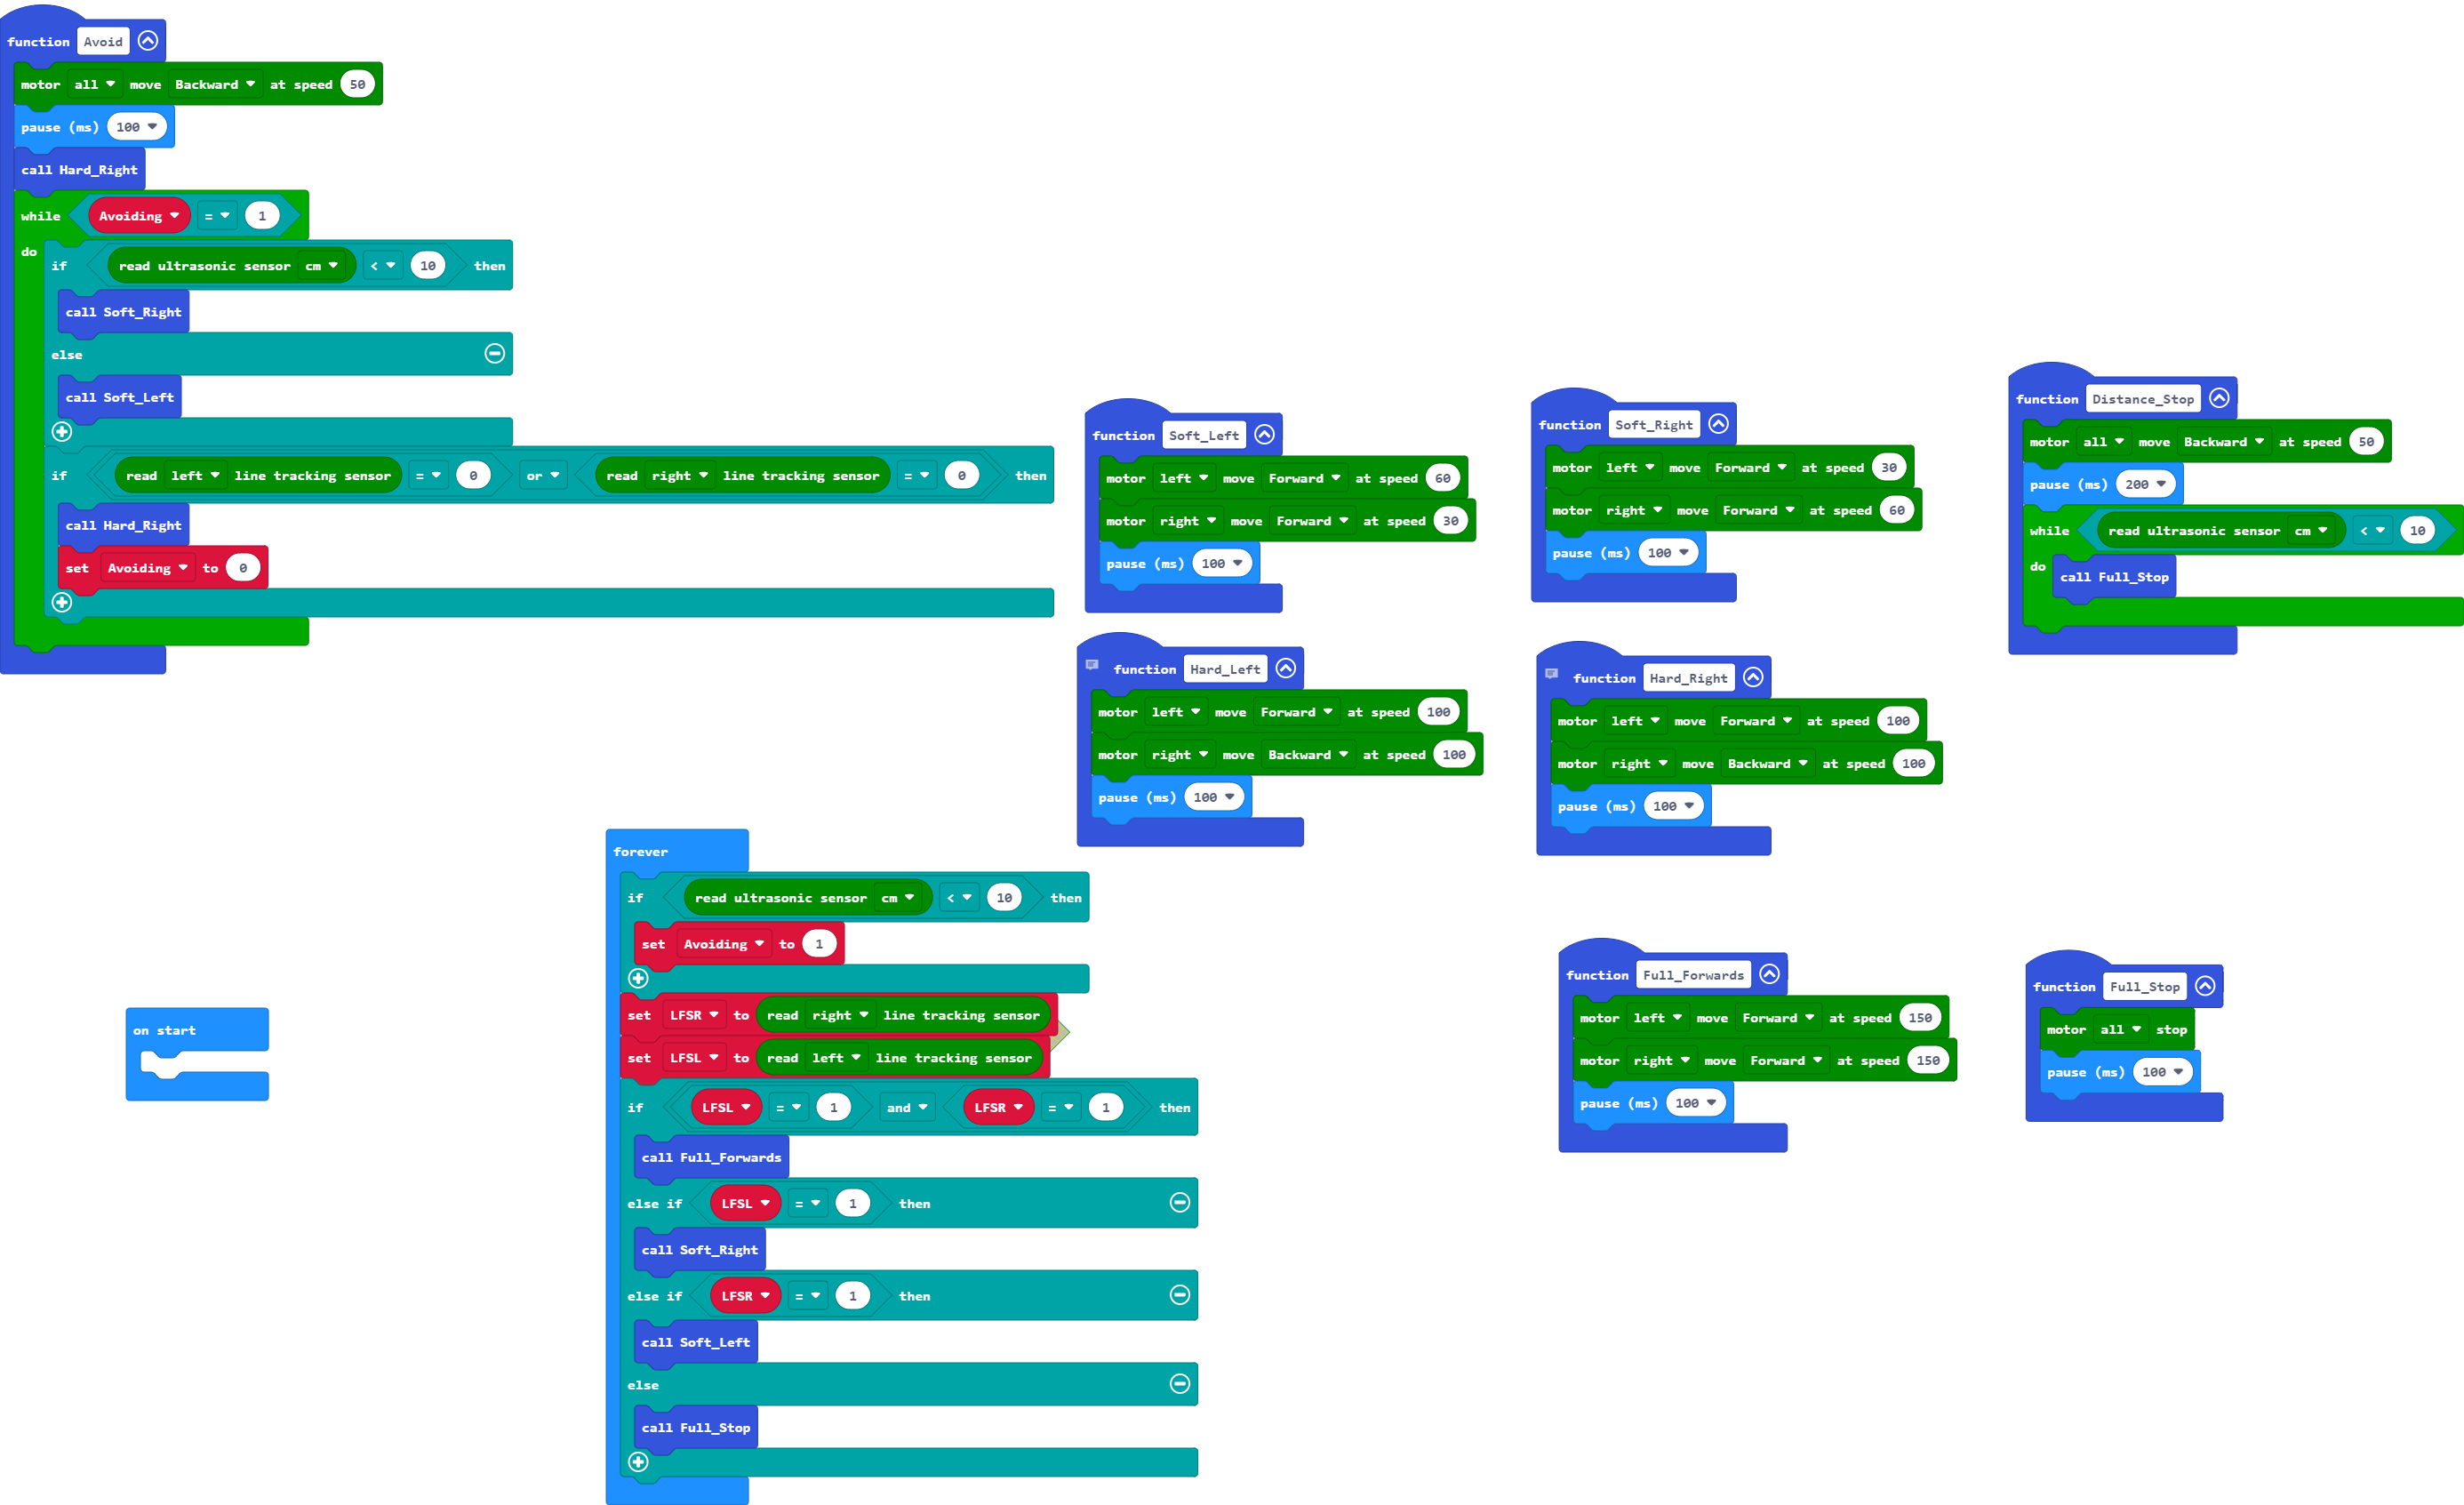 function Avoid
motor all move Backward at speed 50
pause (ms) 100
call Hard_Right
while Avoiding = 1
do
if read ultrasonic sensor cm < 10 then
call Soft_Right
else
call Soft_Left
if read left line tracking sensor = 0 or read right line tracking sensor = 0 then
call Hard_Right
set Avoiding to 0
function Soft_Left
motor left move Forward at speed 60
motor right move Forward at speed 30
pause (ms) 100
function Soft_Right
motor left move Forward at speed 30
motor right move Forward at speed 60
pause (ms) 100
function Distance_Stop
motor all move Backward at speed 50
pause (ms) 200
while read ultrasonic sensor cm < 10
do call Full_Stop
function Hard_Left
motor left move Forward at speed 100
motor right move Backward at speed 100
pause (ms) 100
function Hard_Right
motor left move Forward at speed 100
motor right move Backward at speed 100
pause (ms) 100
on start
forever
if read ultrasonic sensor cm < 10 then
set Avoiding to 1
set LFSR to read right line tracking sensor
set LFSL to read left line tracking sensor
if LFSL = 1 and LFSR = 1 then
call Full_Forwards
else if LFSL = 1 then
call Soft_Right
else if LFSR = 1 then
call Soft_Left
else
call Full_Stop
function Full_Forwards
motor left move Forward at speed 150
motor right move Forward at speed 150
pause (ms) 100
function Full_Stop
motor all stop
pause (ms) 100